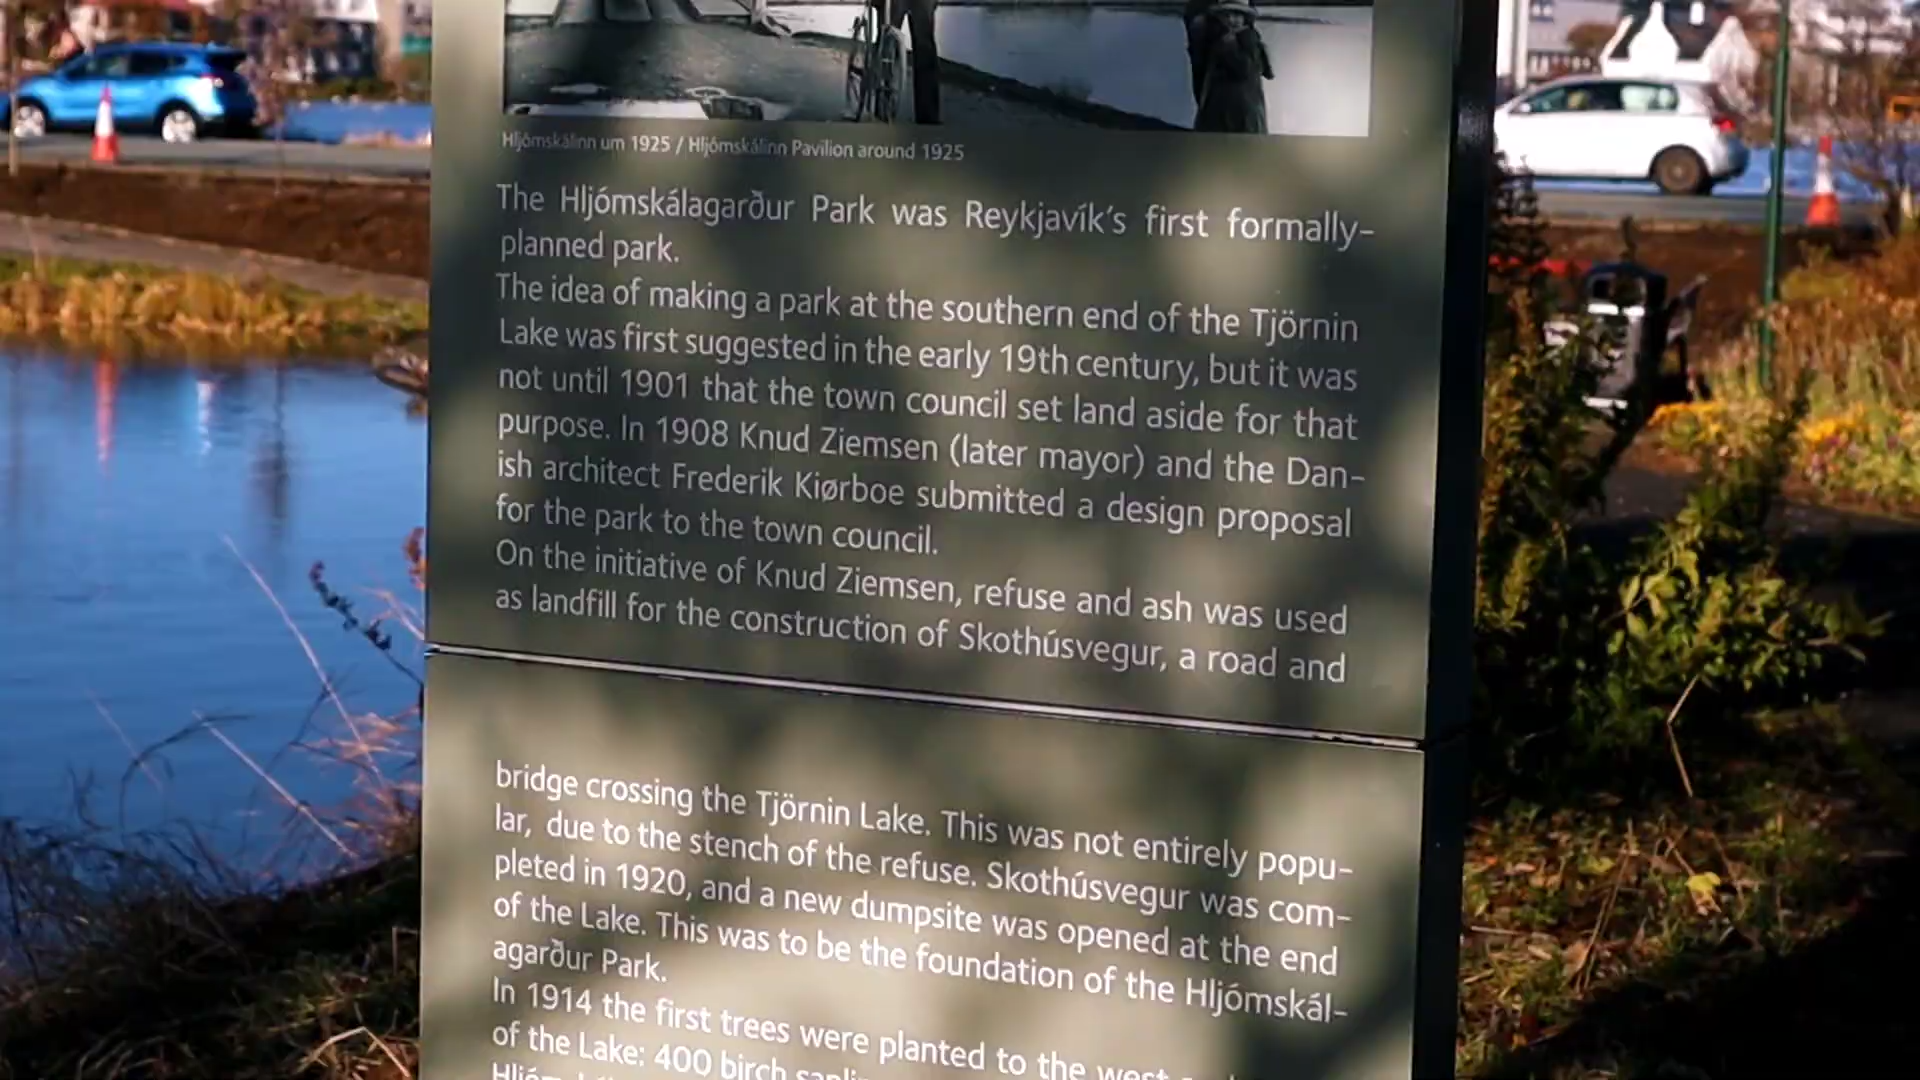 Hljómskálinn um 1925 / Hljómskálinn Pavilion around 1925
The Hljómskálagarður Park was Reykjavík's first formally-
planned park.
The idea of making a park at the southern end of the Tjörnin
Lake was first suggested in the early 19th century, but it was
not until 1901 that the town council set land aside for that
purpose. In 1908 Knud Ziemsen (later mayor) and the Dan-
ish architect Frederik Kiørboe submitted a design proposal
for the park to the town council.
On the initiative of Knud Ziemsen, refuse and ash was used
as landfill for the construction of Skothúsvegur, a road and
bridge crossing the Tjörnin Lake. This was not entirely popu-
lar, due to the stench of the refuse. Skothúsvegur was com-
pleted in 1920, and a new dumpsite was opened at the end
of the Lake. This was to be the foundation of the Hljómskál-
agarður Park.
In 1914 the first trees were planted to the west
of the Lake: 400 birch